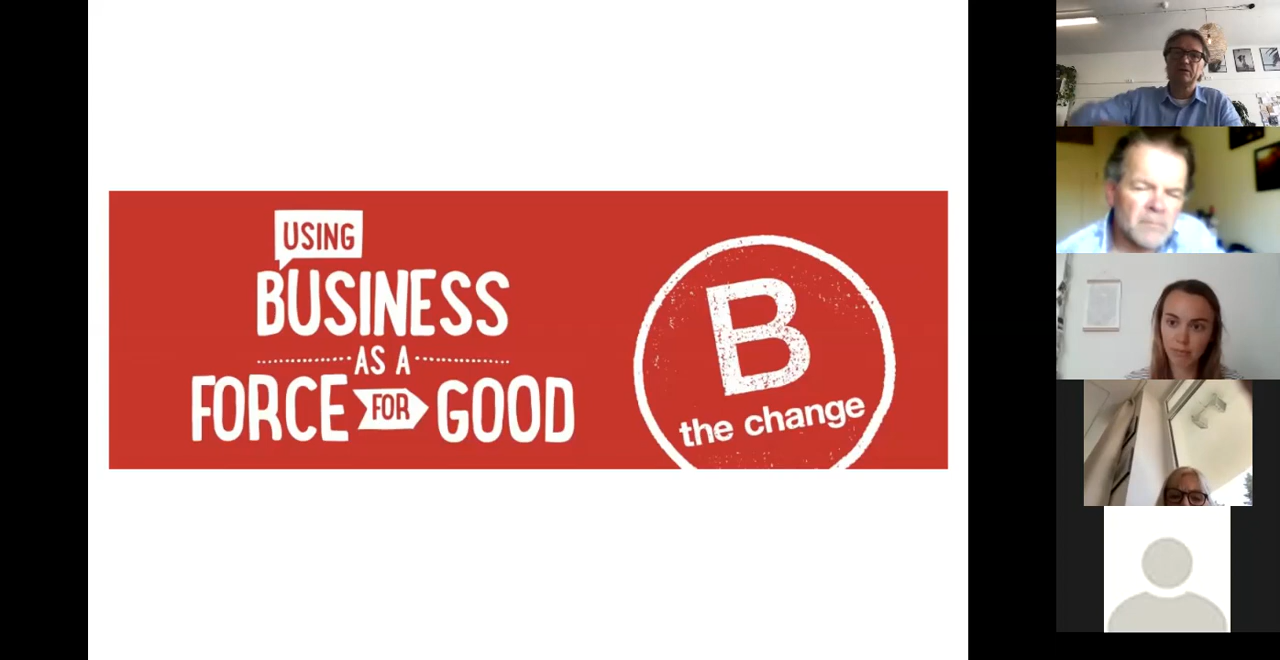 USING
BUSINESS
AS A
FORCE FOR GOOD
B
the change